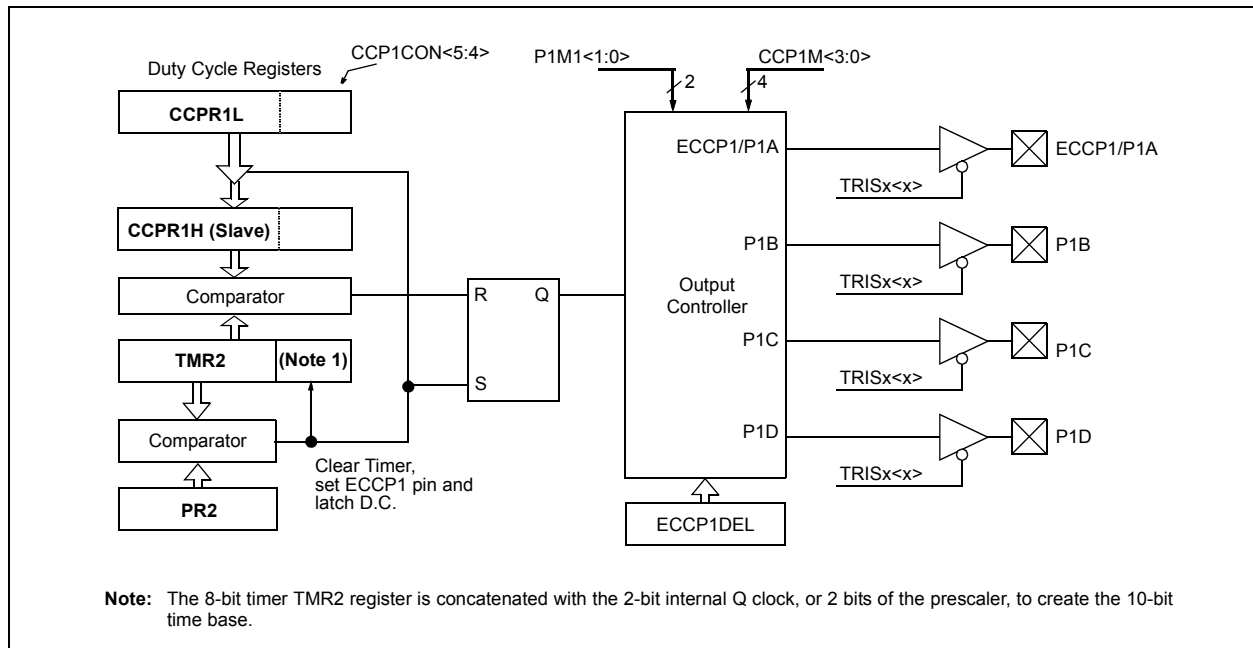 CCP1CON<5:4>
Duty Cycle Registers
CCPR1L
CCPR1H (Slave)
Comparator
TMR2
(Note 1)
Comparator
PR2
Clear Timer,
set ECCP1 pin and
latch D.C.
R
Q
S
P1M1<1:0>
2
CCP1M<3:0>
4
ECCP1/P1A
P1B
Output
Controller
P1C
P1D
ECCP1DEL
TRISx<x>
ECCP1/P1A
TRISx<x>
P1B
TRISx<x>
P1C
TRISx<x>
P1D
Note: The 8-bit timer TMR2 register is concatenated with the 2-bit internal Q clock, or 2 bits of the prescaler, to create the 10-bit
time base.